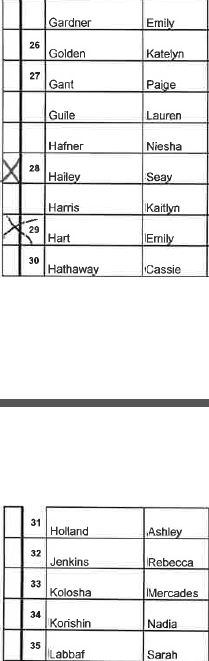 Gardner Emily
26 Golden Katelyn
27 Gant Paige
Guile Lauren
Hafner Niesha
28 Hailey Seay
Harris Kaitlyn
29 Hart Emily
30 Hathaway Cassie
31 Holland Ashley
32 Jenkins Rebecca
33 Kolosha Mercades
34 Korishin Nadia
35 Labbaf Sarah